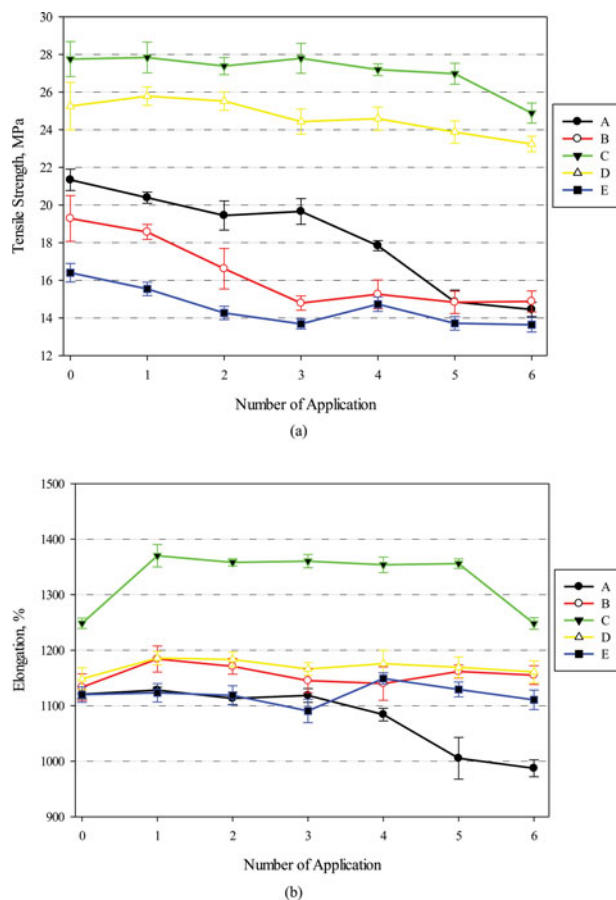 30
28
26
24
22
20
18
16
14
12
Tensile Strength, MPa
0 1 2 3 4 5 6
Number of Application
A
B
C
D
E
(a)
1500
1400
1300
1200
1100
1000
900
Elongation, %
0 1 2 3 4 5 6
Number of Application
A
B
C
D
E
(b)